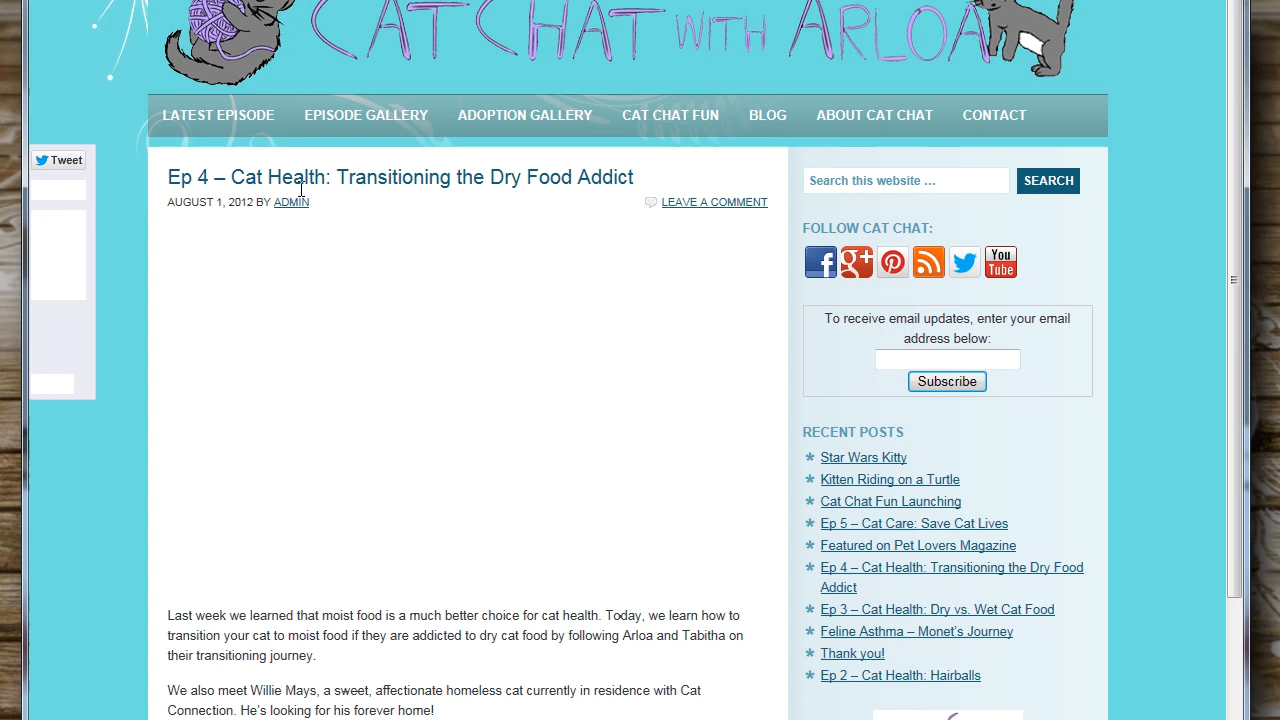 CAT CHAT WITH ARLOA
LATEST EPISODE EPISODE GALLERY ADOPTION GALLERY CAT CHAT FUN BLOG ABOUT CAT CHAT CONTACT
Tweet
Ep 4 – Cat Health: Transitioning the Dry Food Addict
AUGUST 1, 2012 BY ADMIN
LEAVE A COMMENT
Last week we learned that moist food is a much better choice for cat health. Today, we learn how to
transition your cat to moist food if they are addicted to dry cat food by following Arloa and Tabitha on
their transitioning journey.
We also meet Willie Mays, a sweet, affectionate homeless cat currently in residence with Cat
Connection. He's looking for his forever home!
Search this website … SEARCH
FOLLOW CAT CHAT:
You
Tube
To receive email updates, enter your email
address below:
Subscribe
RECENT POSTS
Star Wars Kitty
Kitten Riding on a Turtle
Cat Chat Fun Launching
Ep 5 – Cat Care: Save Cat Lives
Featured on Pet Lovers Magazine
Ep 4 – Cat Health: Transitioning the Dry Food
Addict
Ep 3 – Cat Health: Dry vs. Wet Cat Food
Feline Asthma – Monet's Journey
Thank you!
Ep 2 – Cat Health: Hairballs